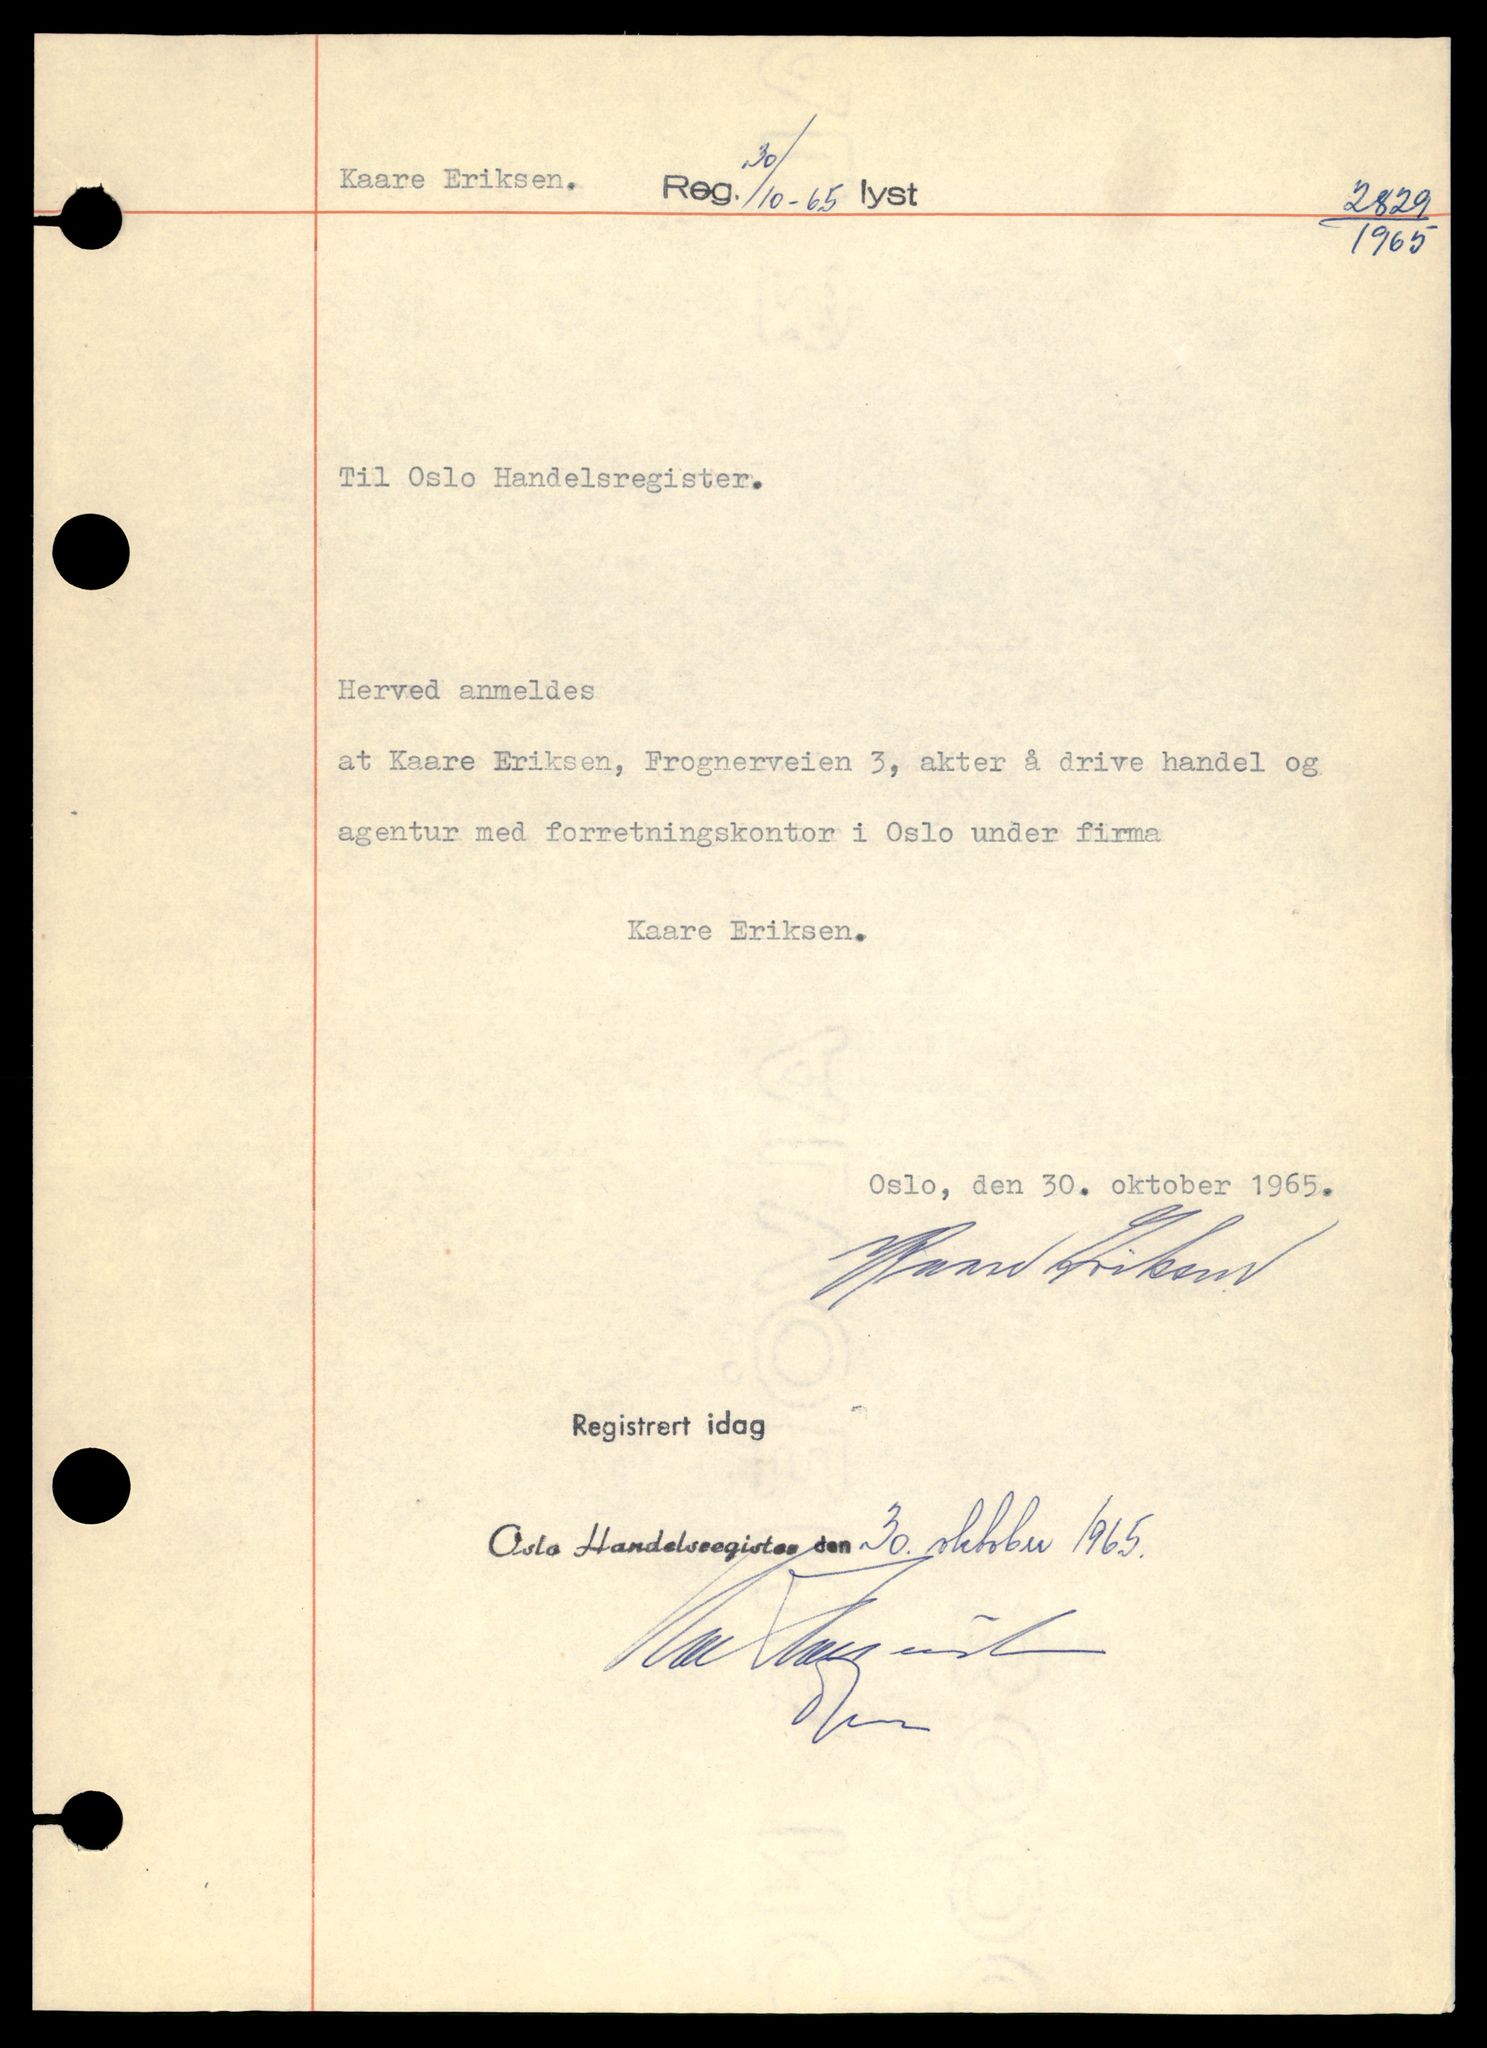 Kaare Eriksen.
Reg. 30/10-65 lyst
2829
1965
Til Oslo Handelsregister.
Herved anmeldes
at Kaare Eriksen, Frognerveien 3, akter å drive handel og
agentur med forretningskontor i Oslo under firma
Kaare Eriksen.
Oslo, den 30. oktober 1965.
Kaare Eriksen
Registrert idag
Oslo Handelsregister den 30. oktober 1965.